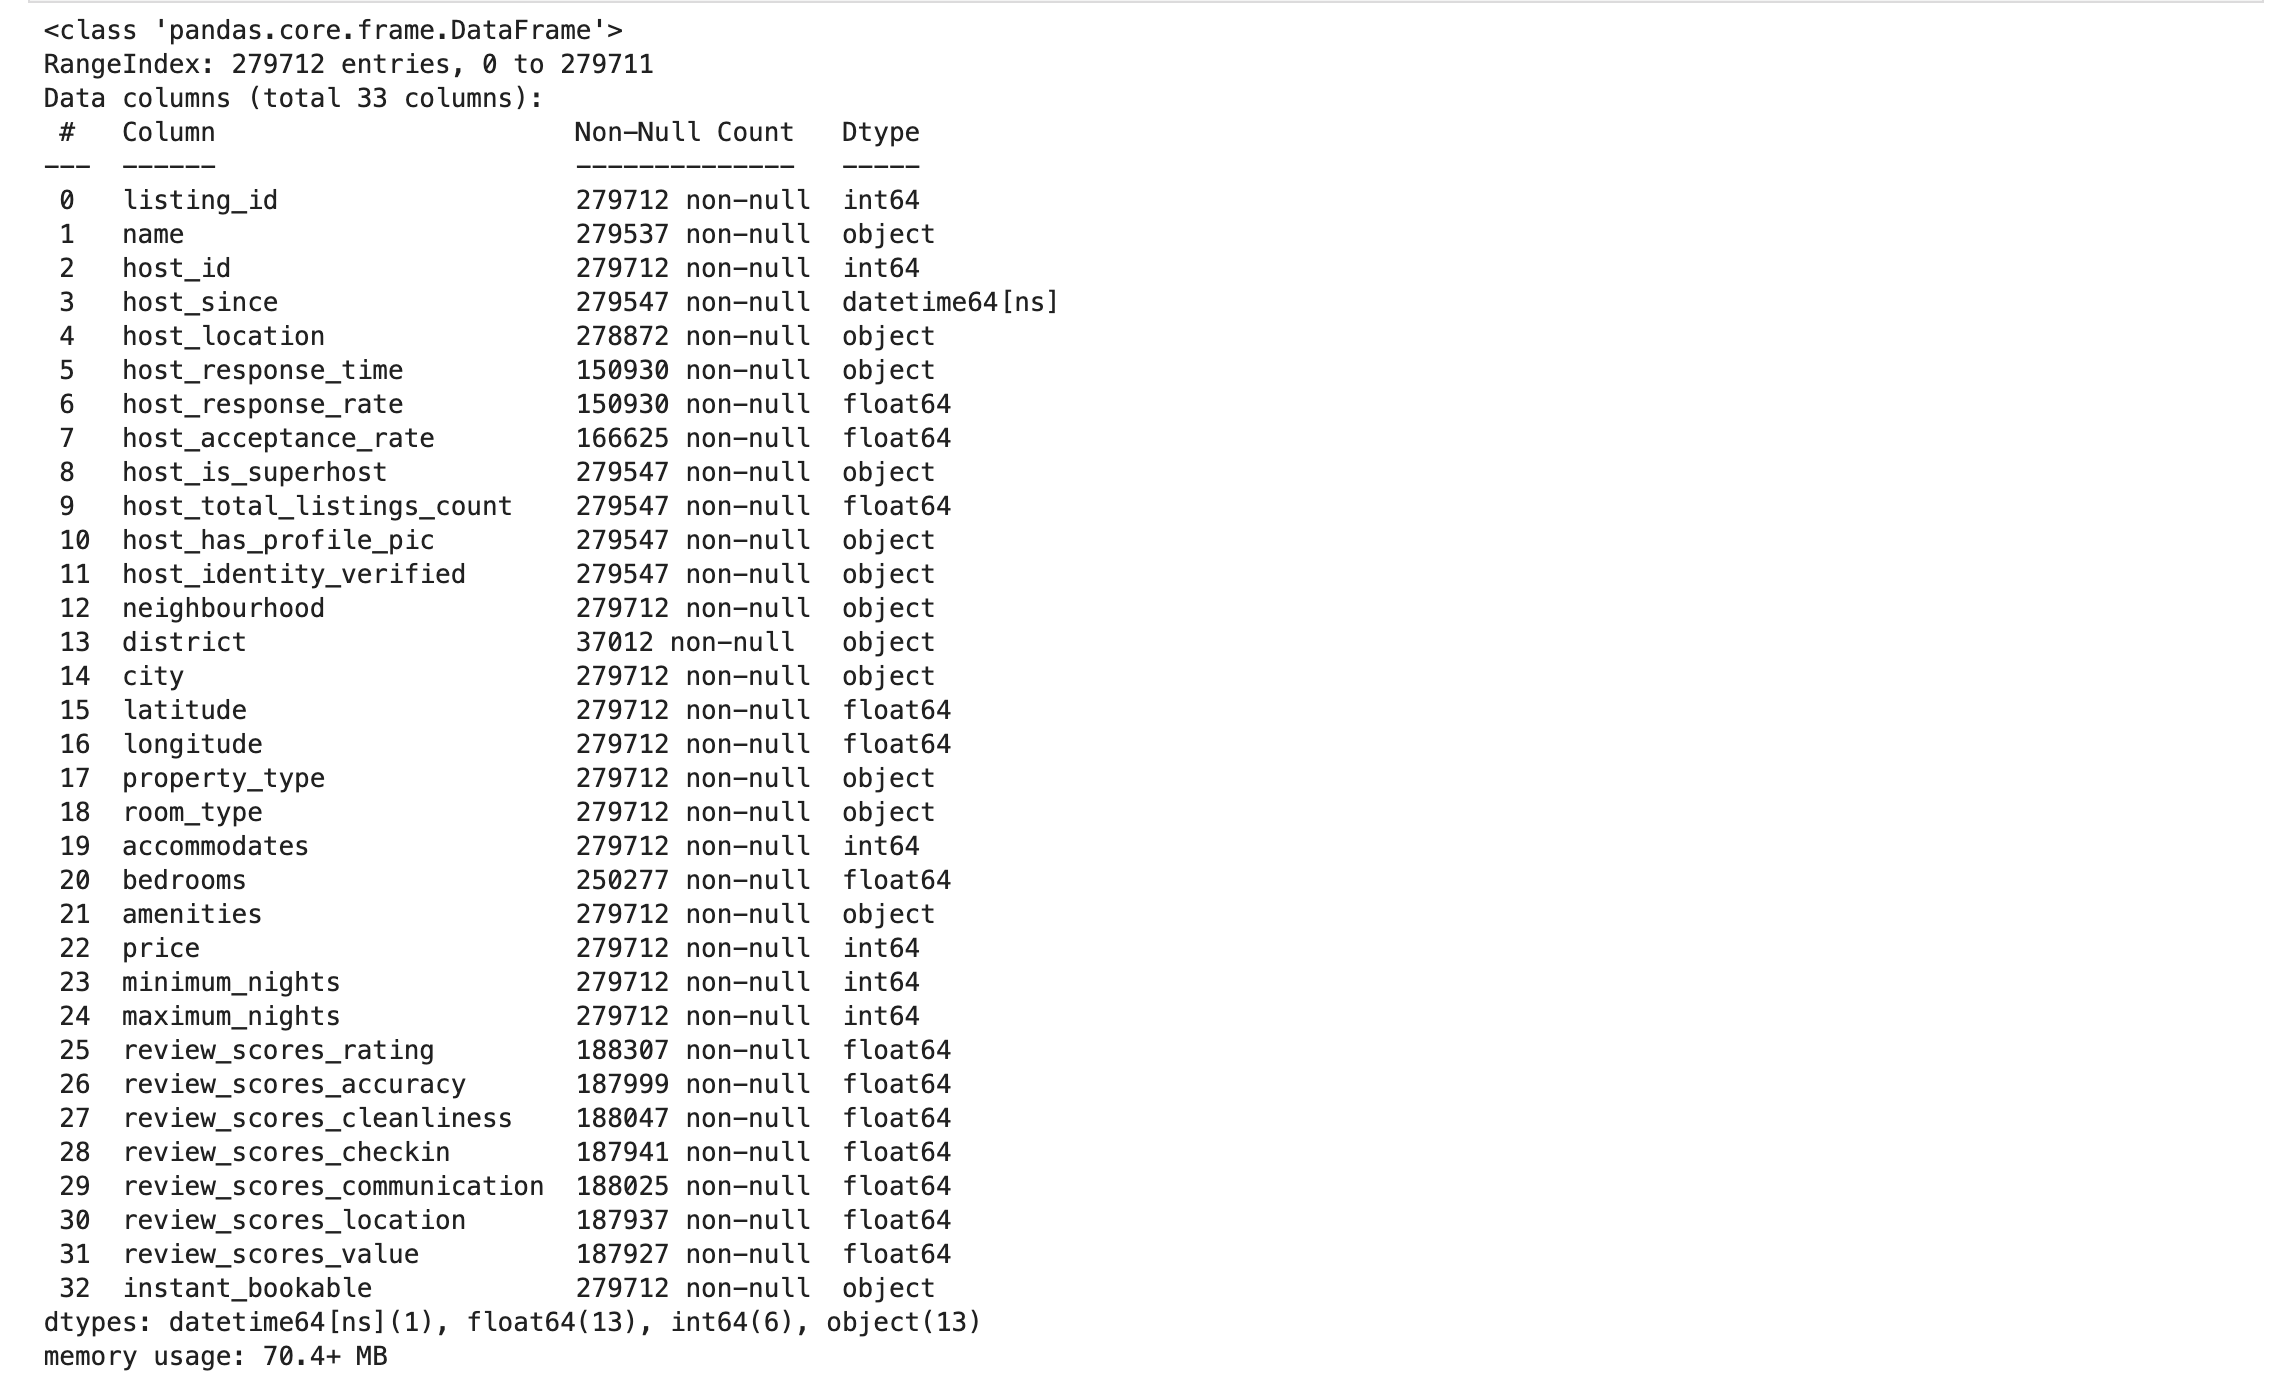 <class 'pandas.core.frame.DataFrame'>
RangeIndex: 279712 entries, 0 to 279711
Data columns (total 33 columns):
 #   Column                       Non-Null Count   Dtype
---  ------                       --------------   -----
 0   listing_id                   279712 non-null  int64
 1   name                         279537 non-null  object
 2   host_id                      279712 non-null  int64
 3   host_since                   279547 non-null  datetime64[ns]
 4   host_location                278872 non-null  object
 5   host_response_time           150930 non-null  object
 6   host_response_rate           150930 non-null  float64
 7   host_acceptance_rate         166625 non-null  float64
 8   host_is_superhost            279547 non-null  object
 9   host_total_listings_count    279547 non-null  float64
 10  host_has_profile_pic         279547 non-null  object
 11  host_identity_verified       279547 non-null  object
 12  neighbourhood                279712 non-null  object
 13  district                     37012 non-null   object
 14  city                         279712 non-null  object
 15  latitude                     279712 non-null  float64
 16  longitude                    279712 non-null  float64
 17  property_type                279712 non-null  object
 18  room_type                    279712 non-null  object
 19  accommodates                 279712 non-null  int64
 20  bedrooms                     250277 non-null  float64
 21  amenities                    279712 non-null  object
 22  price                        279712 non-null  int64
 23  minimum_nights               279712 non-null  int64
 24  maximum_nights               279712 non-null  int64
 25  review_scores_rating         188307 non-null  float64
 26  review_scores_accuracy       187999 non-null  float64
 27  review_scores_cleanliness    188047 non-null  float64
 28  review_scores_checkin        187941 non-null  float64
 29  review_scores_communication  188025 non-null  float64
 30  review_scores_location       187937 non-null  float64
 31  review_scores_value          187927 non-null  float64
 32  instant_bookable             279712 non-null  object
dtypes: datetime64[ns](1), float64(13), int64(6), object(13)
memory usage: 70.4+ MB